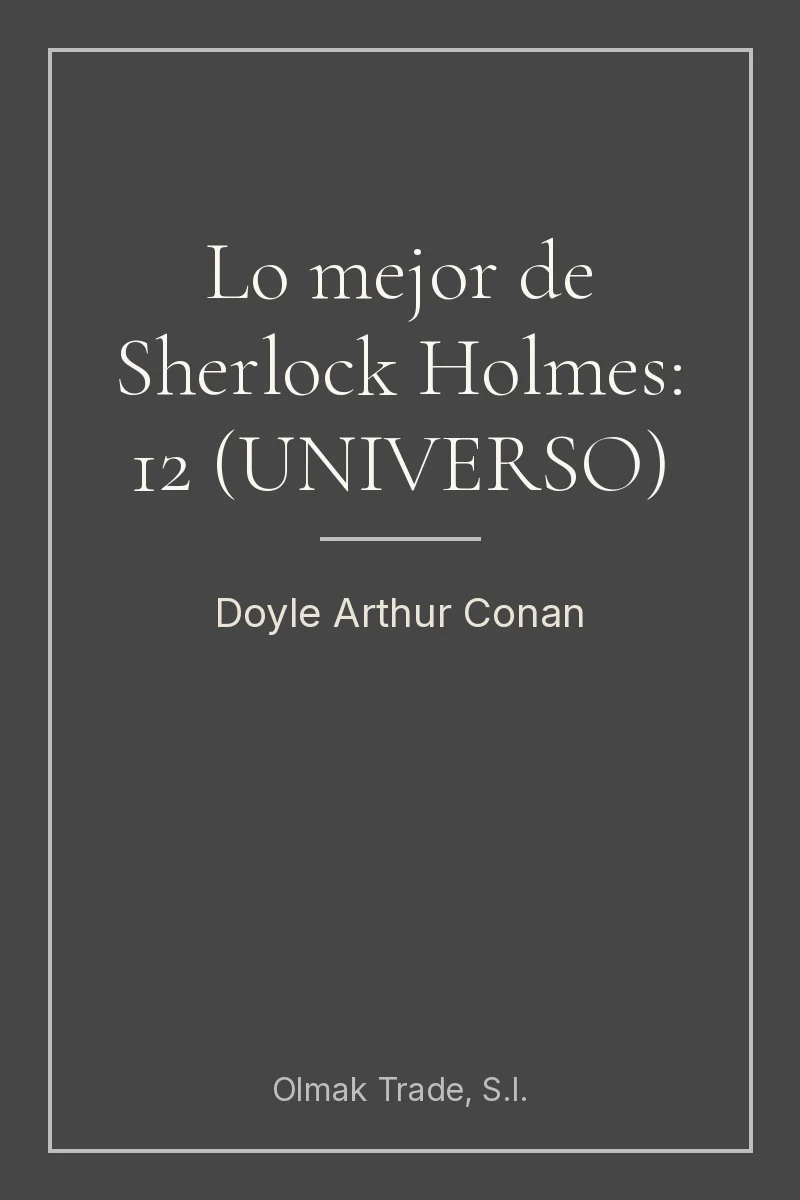 Lo mejor de
Sherlock Holmes:
12 (UNIVERSO)
Doyle Arthur Conan
Olmak Trade, S.l.